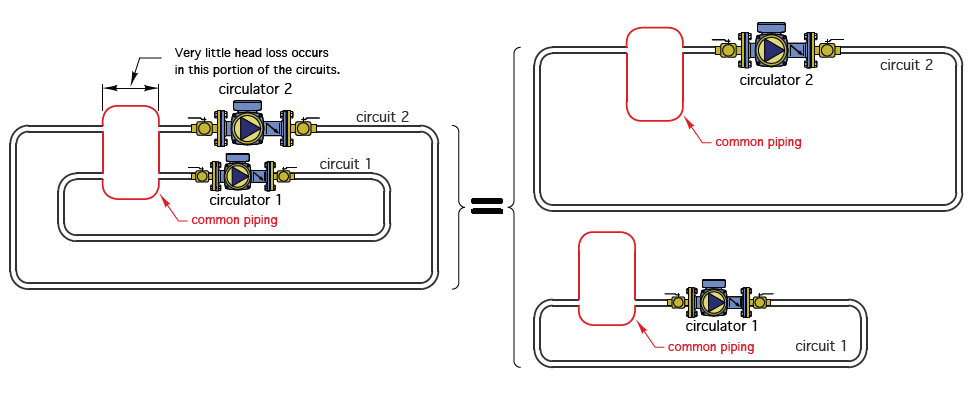 Very little head loss occurs
in this portion of the circuits.
circulator 2
circuit 2
circuit 1
circulator 1
common piping
=
circuit 2
circulator 2
common piping
circulator 1
common piping
circuit 1